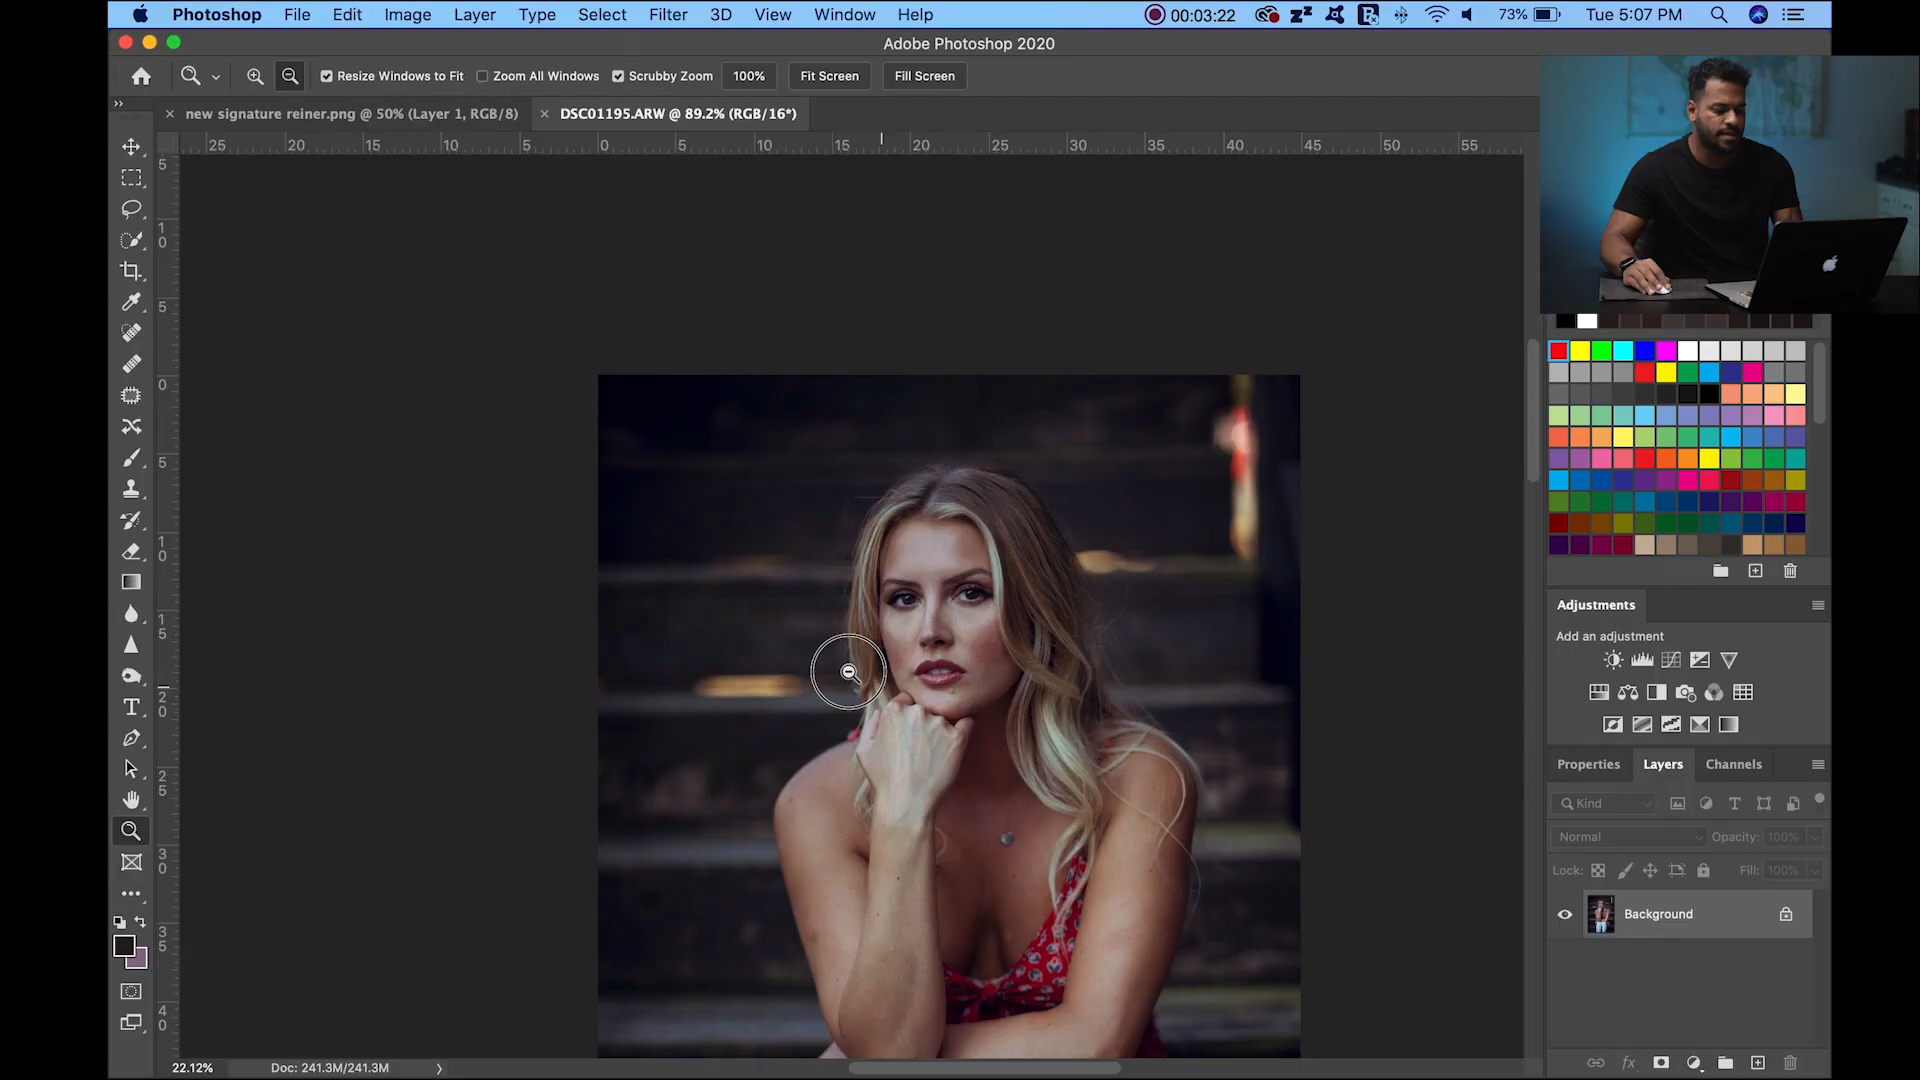 Photoshop File Edit Image Layer Type Select Filter 3D View Window Help 00:03:22 73% Tue 5:07 PM
Adobe Photoshop 2020
Resize Windows to Fit Zoom All Windows Scrubby Zoom 100% Fit Screen Fill Screen
new signature reiner.png @ 50% (Layer 1, RGB/8) DSC01195.ARW @ 89.2% (RGB/16*)
25 20 15 10 5 0 5 10 15 20 25 30 35 40 45 50 55
5
10
5
0
5
10
15
20
25
30
35
40
Adjustments
Add an adjustment
Properties Layers Channels
Kind
Normal Opacity: 100%
Lock: Fill: 100%
Background
fx
22.12% Doc: 241.3M/241.3M